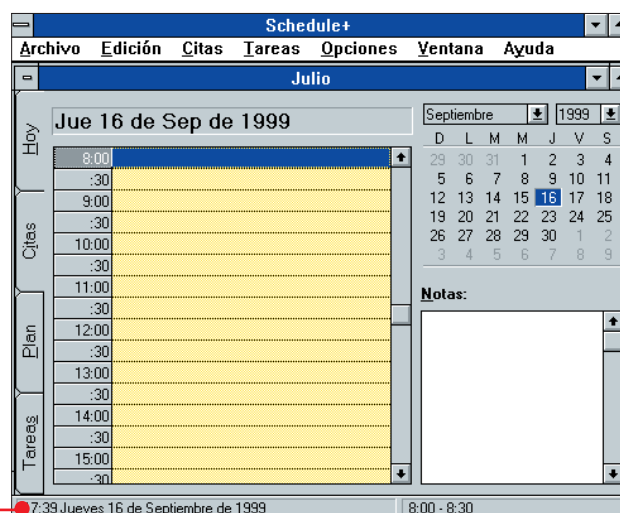 Schedule+
Archivo Edición Citas Tareas Opciones Ventana Ayuda
Julio
Hoy
Citas
Plan
Tareas
Jue 16 de Sep de 1999
8:00
:30
9:00
:30
10:00
:30
11:00
:30
12:00
:30
13:00
:30
14:00
:30
15:00
:30
Septiembre 1999
D L M M J V S
29 30 31 1 2 3 4
5 6 7 8 9 10 11
12 13 14 15 16 17 18
19 20 21 22 23 24 25
26 27 28 29 30 1 2
3 4 5 6 7 8 9
Notas:
7:39 Jueves 16 de Septiembre de 1999
8:00 - 8:30